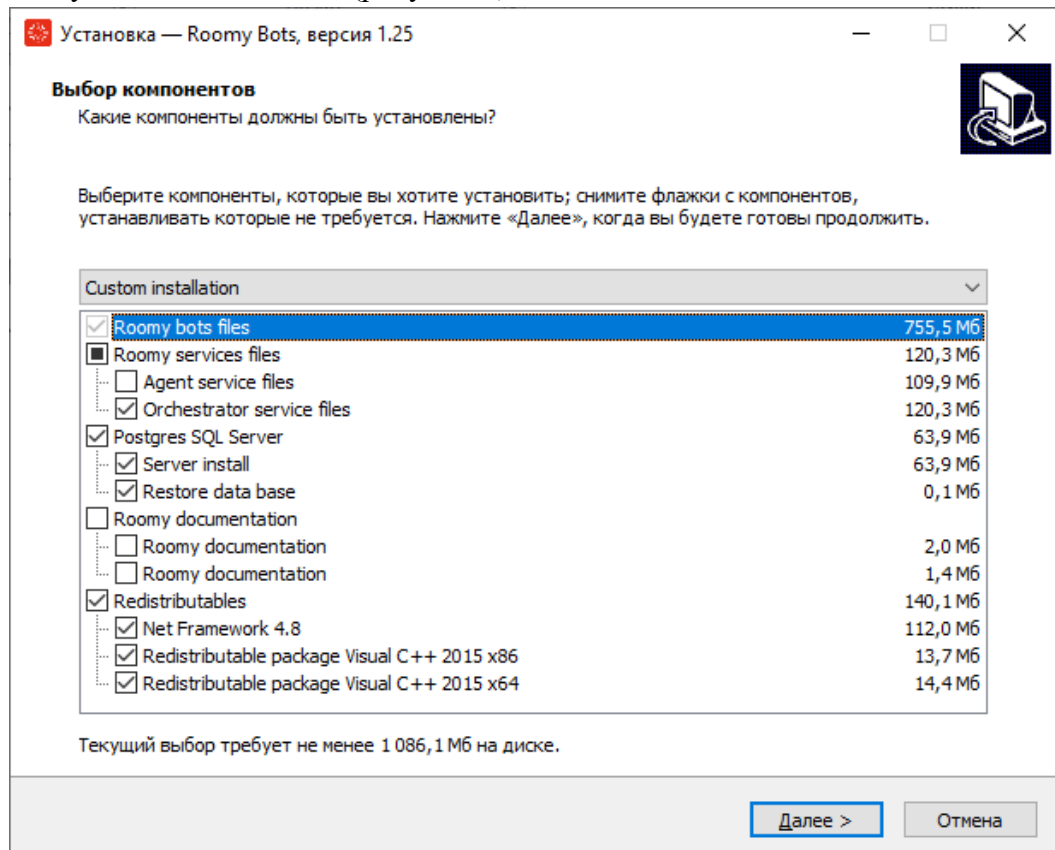 Установка — Roomy Bots, версия 1.25
Выбор компонентов
Какие компоненты должны быть установлены?
Выберите компоненты, которые вы хотите установить; снимите флажки с компонентов,
устанавливать которые не требуется. Нажмите «Далее», когда вы будете готовы продолжить.
Custom installation
Roomy bots files 755,5 Мб
Roomy services files 120,3 Мб
Agent service files 109,9 Мб
Orchestrator service files 120,3 Мб
Postgres SQL Server 63,9 Мб
Server install 63,9 Мб
Restore data base 0,1 Мб
Roomy documentation
Roomy documentation 2,0 Мб
Roomy documentation 1,4 Мб
Redistributables 140,1 Мб
Net Framework 4.8 112,0 Мб
Redistributable package Visual C++ 2015 x86 13,7 Мб
Redistributable package Visual C++ 2015 x64 14,4 Мб
Текущий выбор требует не менее 1 086,1 Мб на диске.
Далее > Отмена